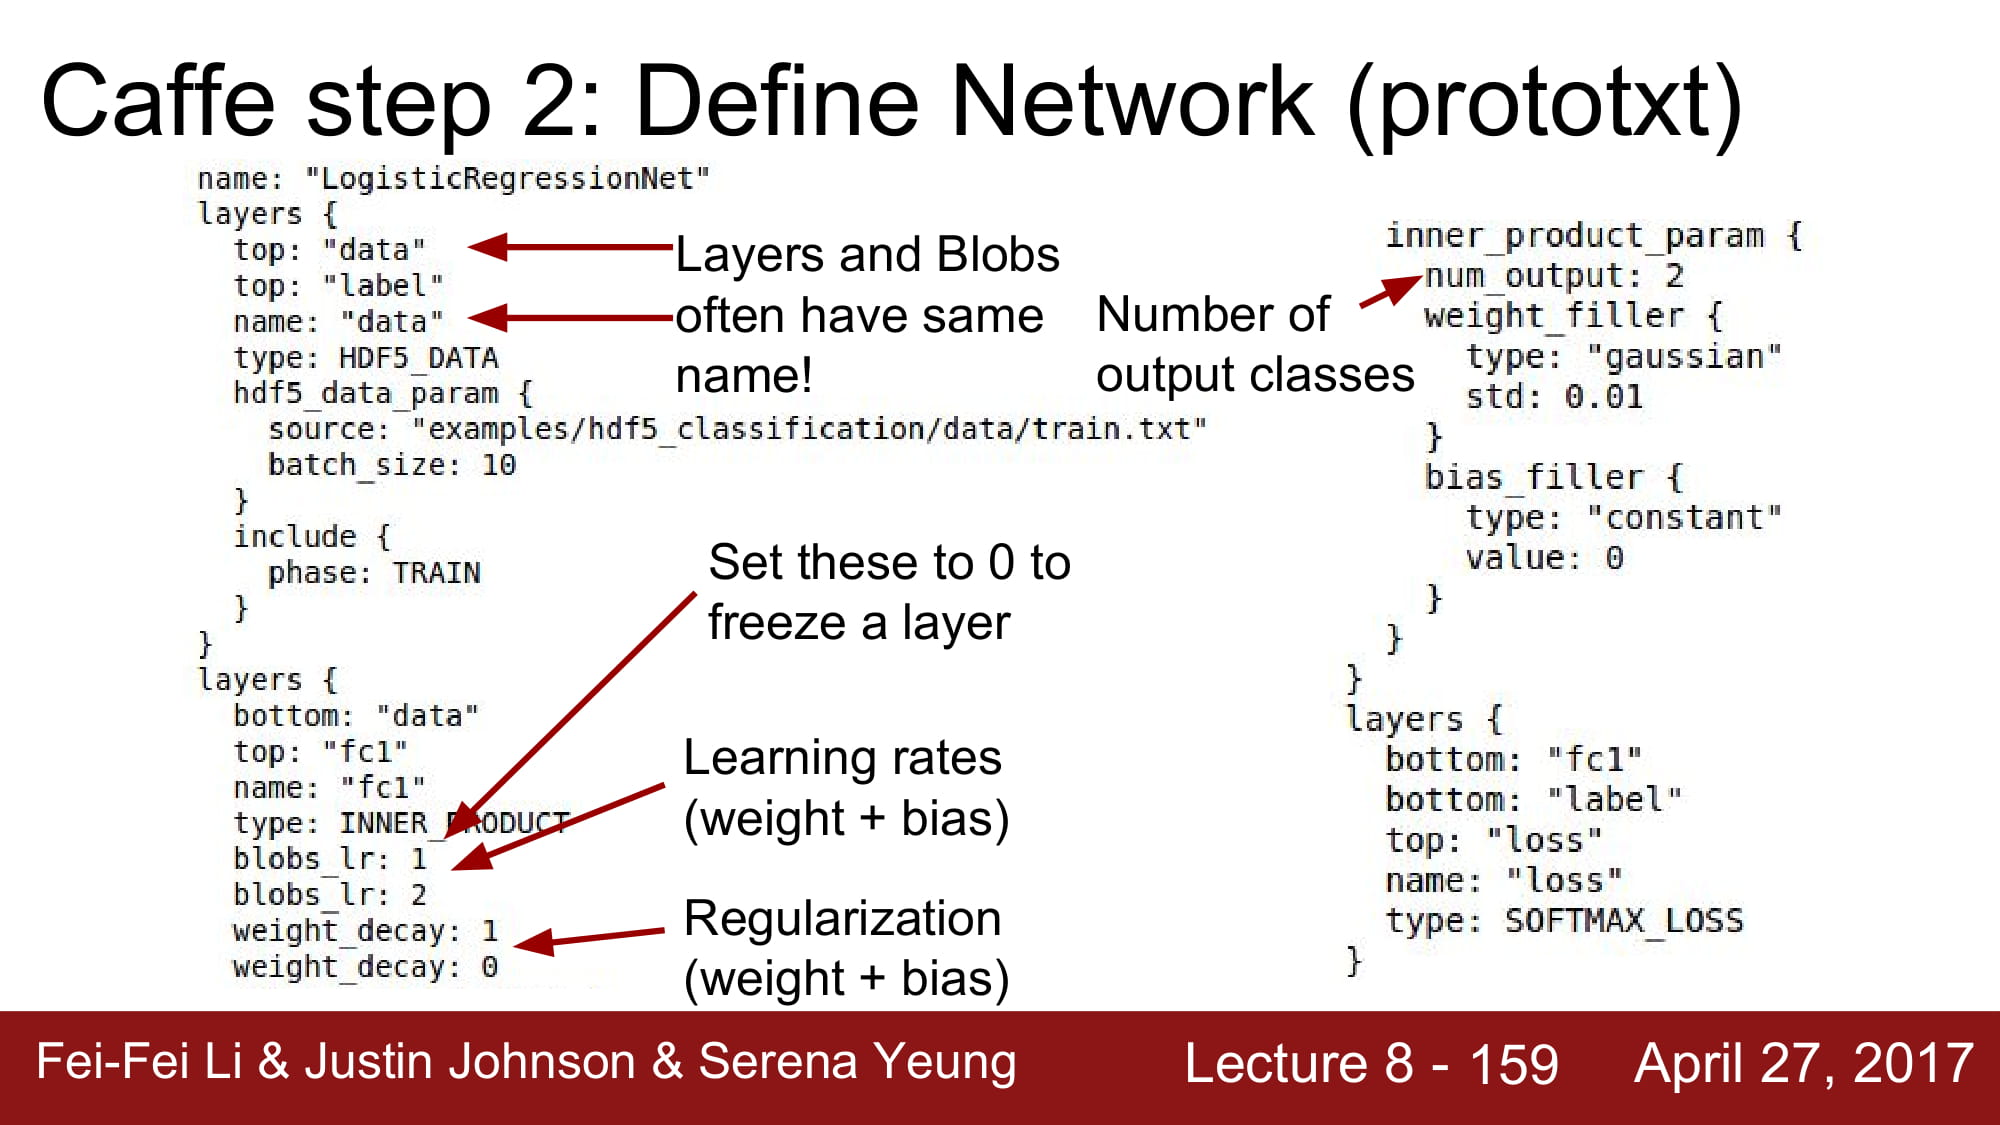 Caffe step 2: Define Network (prototxt)
name: "LogisticRegressionNet"
layers {
top: "data"
top: "label"
name: "data"
type: HDF5_DATA
hdf5_data_param {
source: "examples/hdf5_classification/data/train.txt"
batch_size: 10
}
include {
phase: TRAIN
}
}
layers {
bottom: "data"
top: "fc1"
name: "fc1"
type: INNER_PRODUCT
blobs_lr: 1
blobs_lr: 2
weight_decay: 1
weight_decay: 0
Layers and Blobs
often have same
name!
Set these to 0 to
freeze a layer
Learning rates
(weight + bias)
Regularization
(weight + bias)
Number of
output classes
inner_product_param {
num_output: 2
weight_filler {
type: "gaussian"
std: 0.01
}
bias_filler {
type: "constant"
value: 0
}
}
}
layers {
bottom: "fc1"
bottom: "label"
top: "loss"
name: "loss"
type: SOFTMAX_LOSS
}
Fei-Fei Li & Justin Johnson & Serena Yeung
Lecture 8 - 159
April 27, 2017